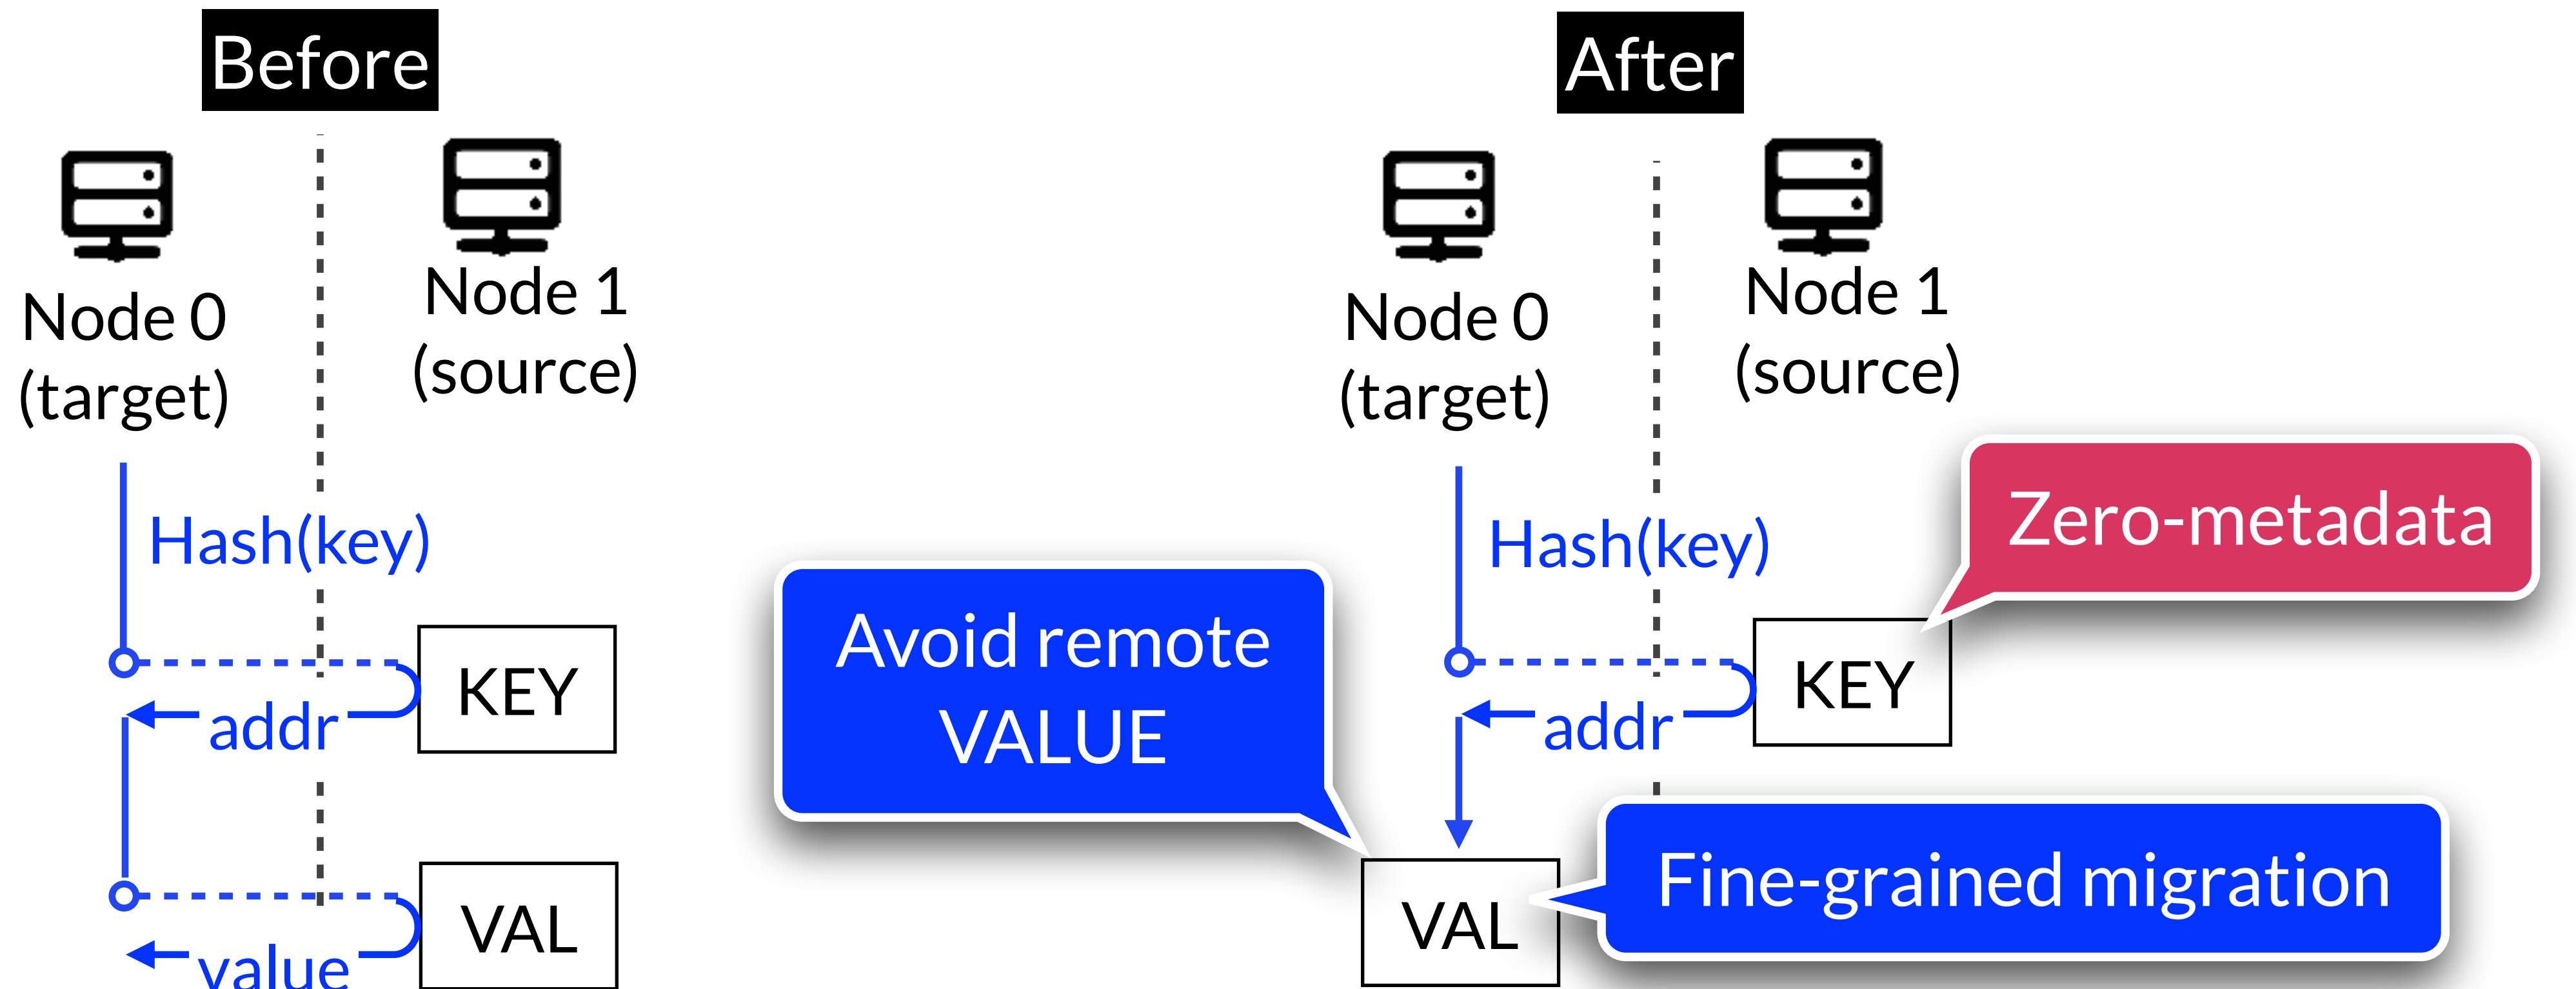 Before
Node 0
(target)
Node 1
(source)
Hash(key)
KEY
addr
VAL
value
After
Node 0
(target)
Node 1
(source)
Zero-metadata
Hash(key)
Avoid remote
VALUE
KEY
addr
Fine-grained migration
VAL